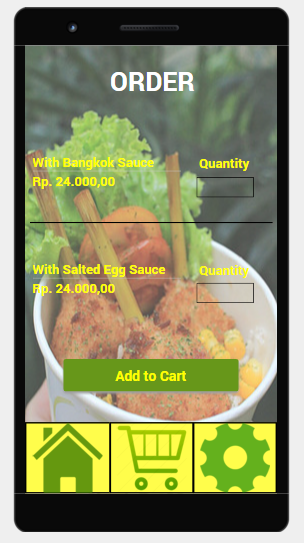 ORDER
With Bangkok Sauce
Quantity
Rp. 24.000,00
With Salted Egg Sauce
Quantity
Rp. 24.000,00
Add to Cart